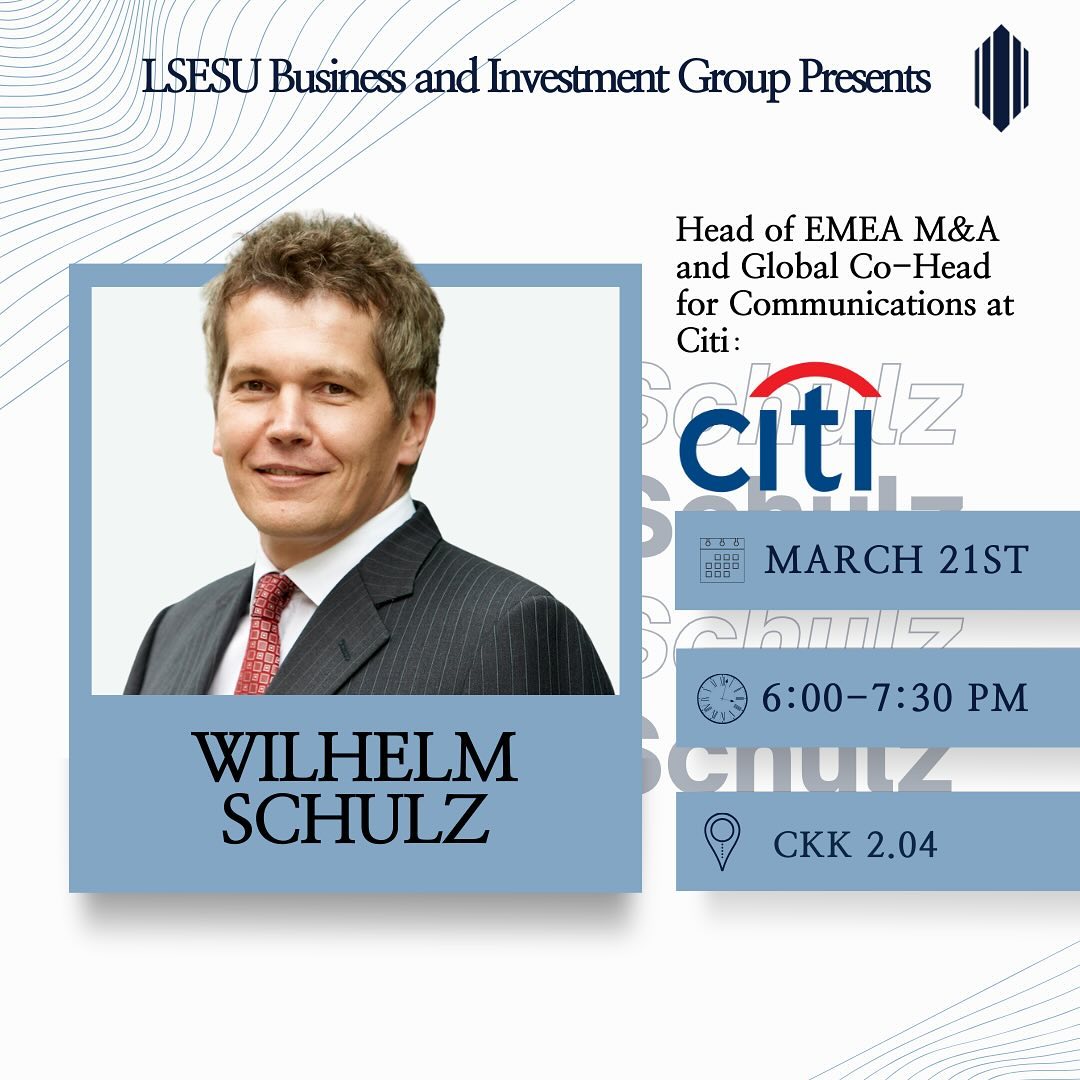 LSESU Business and Investment Group Presents
Head of EMEA M&A
and Global Co-Head
for Communications at
Citi:
Schulz
citi
Schulz
MARCH 21ST
Schulz
6:00-7:30 PM
Schulz
CKK 2.04
WILHELM
SCHULZ